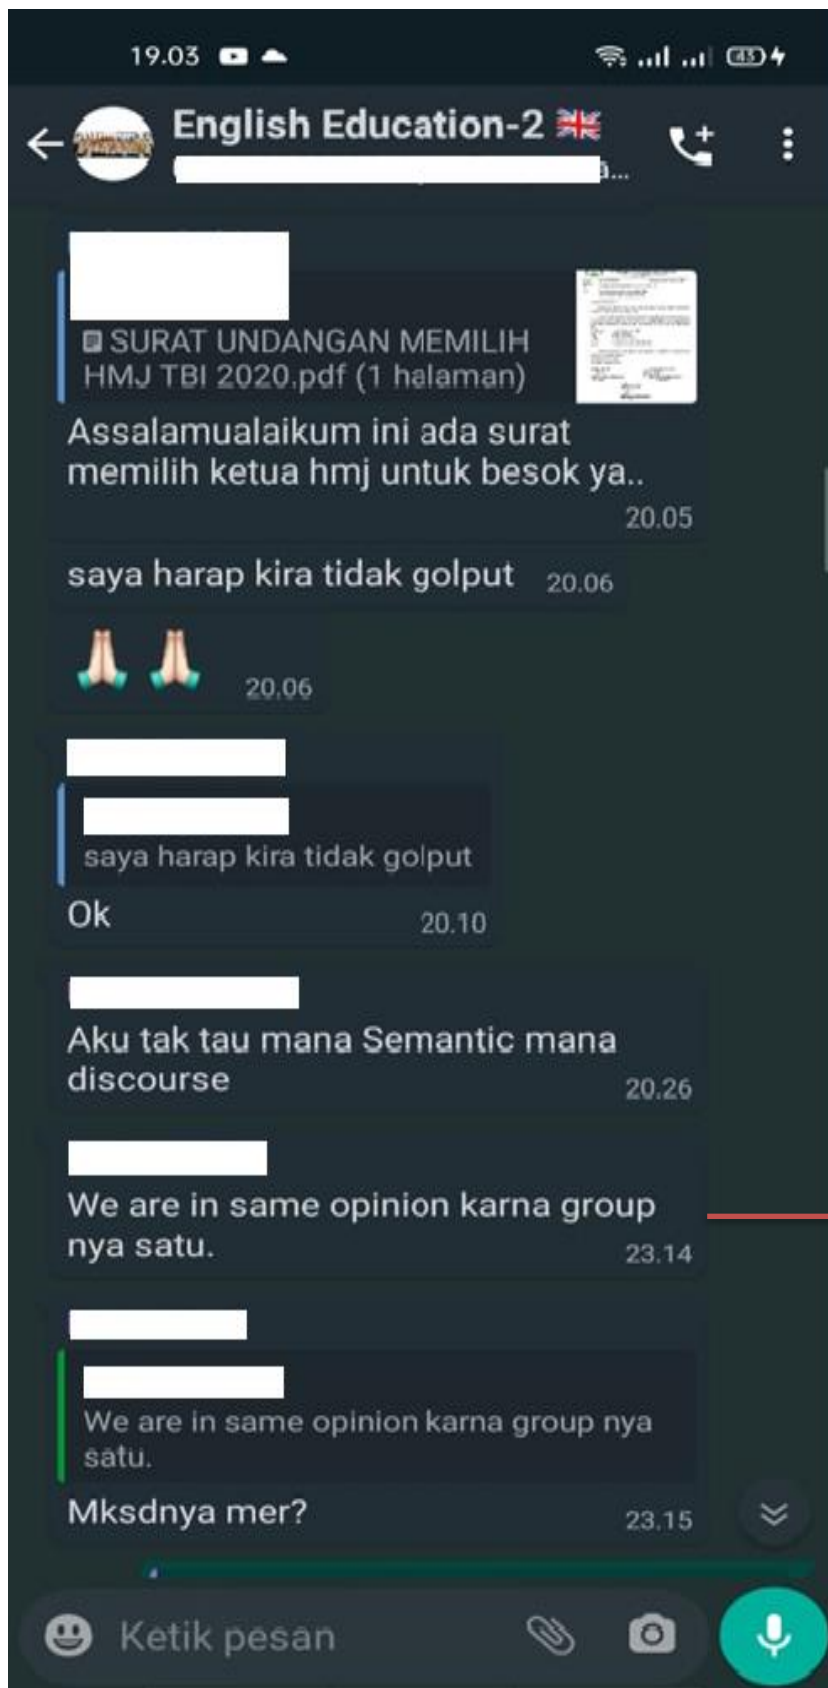 19.03
43
English Education-2
SURAT UNDANGAN MEMILIH
HMJ TBI 2020.pdf (1 halaman)
Assalamualaikum ini ada surat
memilih ketua hmj untuk besok ya..
20.05
saya harap kira tidak golput 20.06
20.06
saya harap kira tidak golput
Ok 20.10
Aku tak tau mana Semantic mana
discourse 20.26
We are in same opinion karna group
nya satu. 23.14
We are in same opinion karna group nya
satu.
Mksdnya mer? 23.15
Ketik pesan